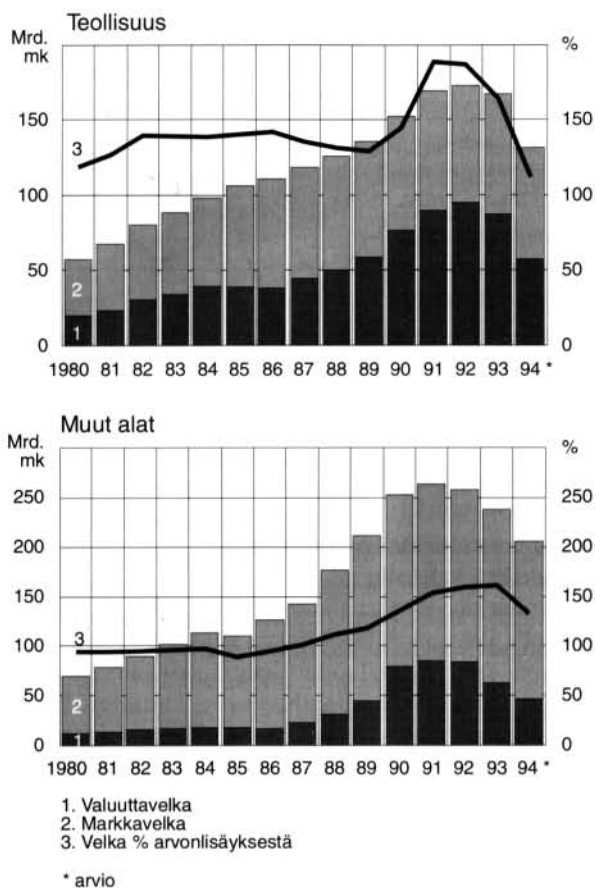 Teollisuus
Mrd.
mk
%
150
150
3
100
100
50
50
2
1
0
0
1980 81 82 83 84 85 86 87 88 89 90 91 92 93 94 *
Muut alat
Mrd.
mk
%
250
250
200
200
150
150
3
100
100
50
50
2
1
0
0
1980 81 82 83 84 85 86 87 88 89 90 91 92 93 94 *
1. Valuuttavelka
2. Markkavelka
3. Velka % arvonlisäyksestä
* arvio